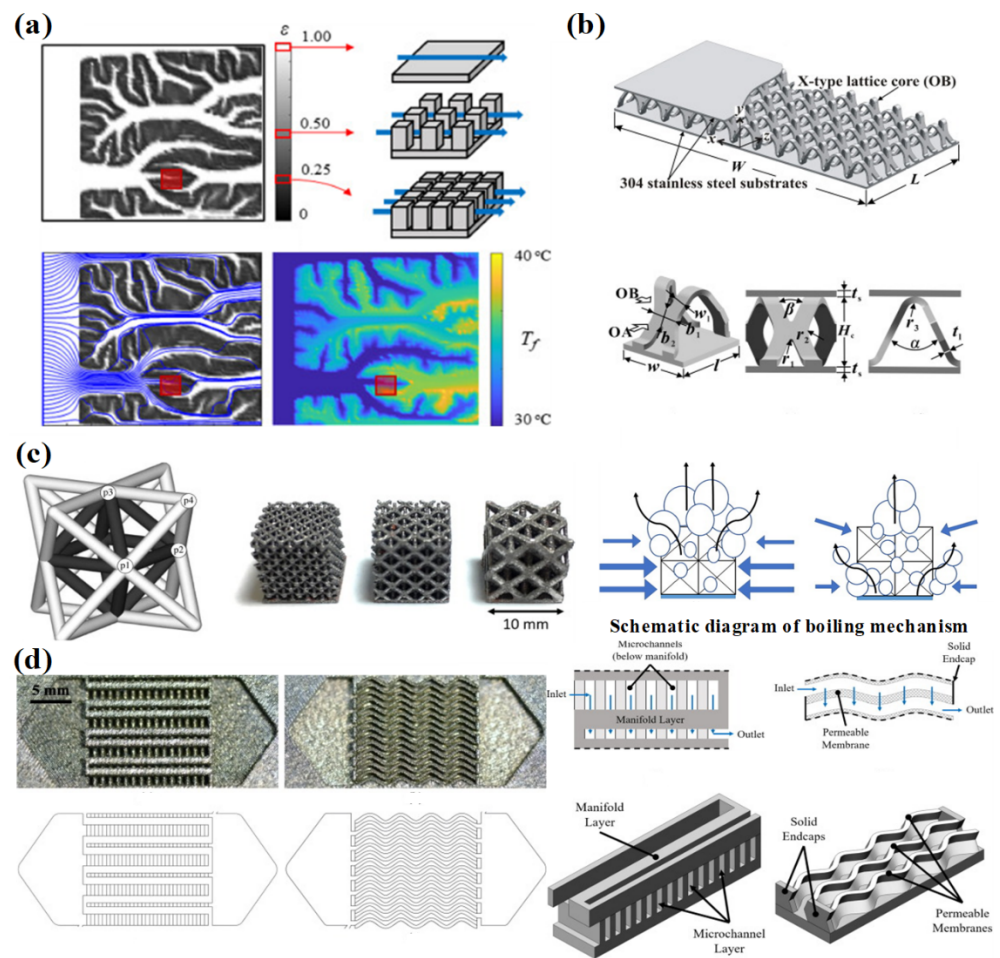 (a)
ε
1.00
0.50
0.25
0
40 °C
T_f
30 °C
(b)
X-type lattice core (OB)
y
x
z
W
L
304 stainless steel substrates
OB
OA
w₁
b₁
b₂
w
l
β
r₂
r₁
t_s
H_c
t_s
r₃
α
t₁
(c)
p3
p4
p2
p1
10 mm
Schematic diagram of boiling mechanism
(d)
5 mm
Microchannels
(below manifold)
Inlet
Manifold Layer
Outlet
Solid
Endcap
Inlet
Outlet
Permeable
Membrane
Manifold
Layer
Microchannel
Layer
Solid
Endcaps
Permeable
Membranes